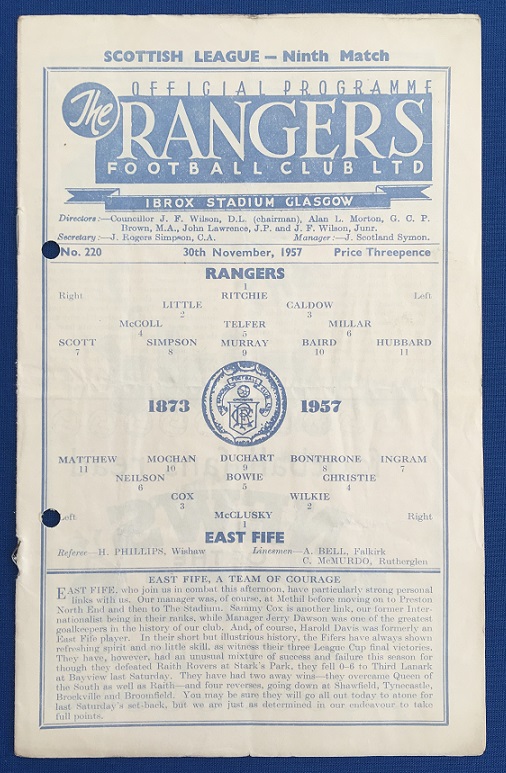 SCOTTISH LEAGUE — Ninth Match
OFFICIAL PROGRAMME
The RANGERS
FOOTBALL CLUB LTD
IBROX STADIUM GLASGOW
Directors:—Councillor J. F. Wilson, D.L. (chairman), Alan L. Morton, G. C. P.
Brown, M.A., John Lawrence, J.P. and J. F. Wilson, Junr.
Secretary:—J. Rogers Simpson, C.A. Manager:—J. Scotland Symon.
No. 220 30th November, 1957 Price Threepence
RANGERS
1
Right RITCHIE Left
LITTLE CALDOW
2 3
McCOLL TELFER MILLAR
4 5 6
SCOTT SIMPSON MURRAY BAIRD HUBBARD
7 8 9 10 11
1873 1957
MATTHEW MOCHAN DUCHART BONTHRONE INGRAM
11 10 9 8 7
NEILSON BOWIE CHRISTIE
6 5 4
COX WILKIE
3 2
Left McCLUSKY Right
1
EAST FIFE
Referee—H. PHILLIPS, Wishaw Linesmen—A. BELL, Falkirk
C. McMURDO, Rutherglen
EAST FIFE, A TEAM OF COURAGE
EAST FIFE, who join us in combat this afternoon, have particularly strong personal
links with us. Our manager was, of course, at Methil before moving on to Preston
North End and then to The Stadium. Sammy Cox is another link, our former Inter-
nationalist being in their ranks, while Manager Jerry Dawson was one of the greatest
goalkeepers in the history of our club. And, of course, Harold Davis was formerly an
East Fife player. In their short but illustrious history, the Fifers have always shown
refreshing spirit and no little skill, as witness their three League Cup final victories.
They have, however, had an unusual mixture of success and failure this season for
though they defeated Raith Rovers at Stark's Park, they fell 0–6 to Third Lanark
at Bayview last Saturday. They have had two away wins—they overcame Queen of
the South as well as Raith—and four reverses, going down at Shawfield, Tynecastle,
Brockville and Broomfield. You may be sure they will go all out today to atone for
last Saturday's set-back, but we are just as determined in our endeavour to take
full points.